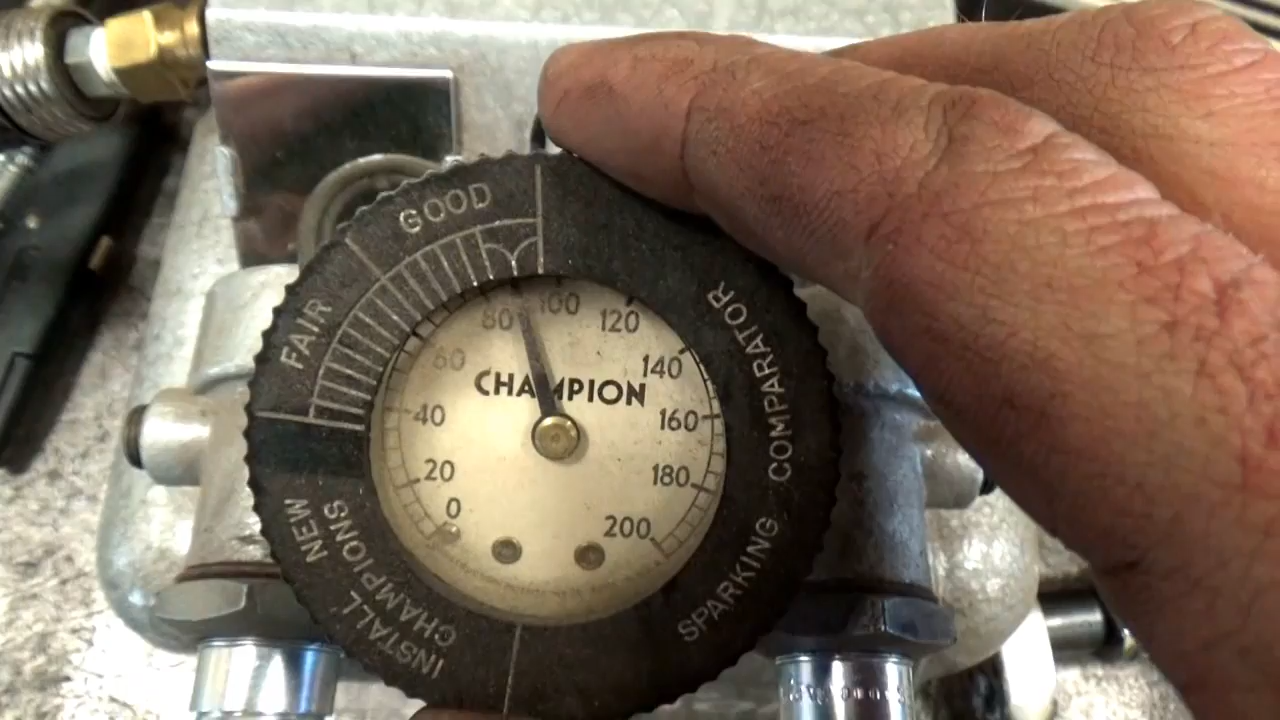 GOOD
FAIR
80
100
120
60
140
CHAMPION
40
160
20
180
0
200
COMPARATOR
SPARKING
INSTALL NEW
CHAMPIONS